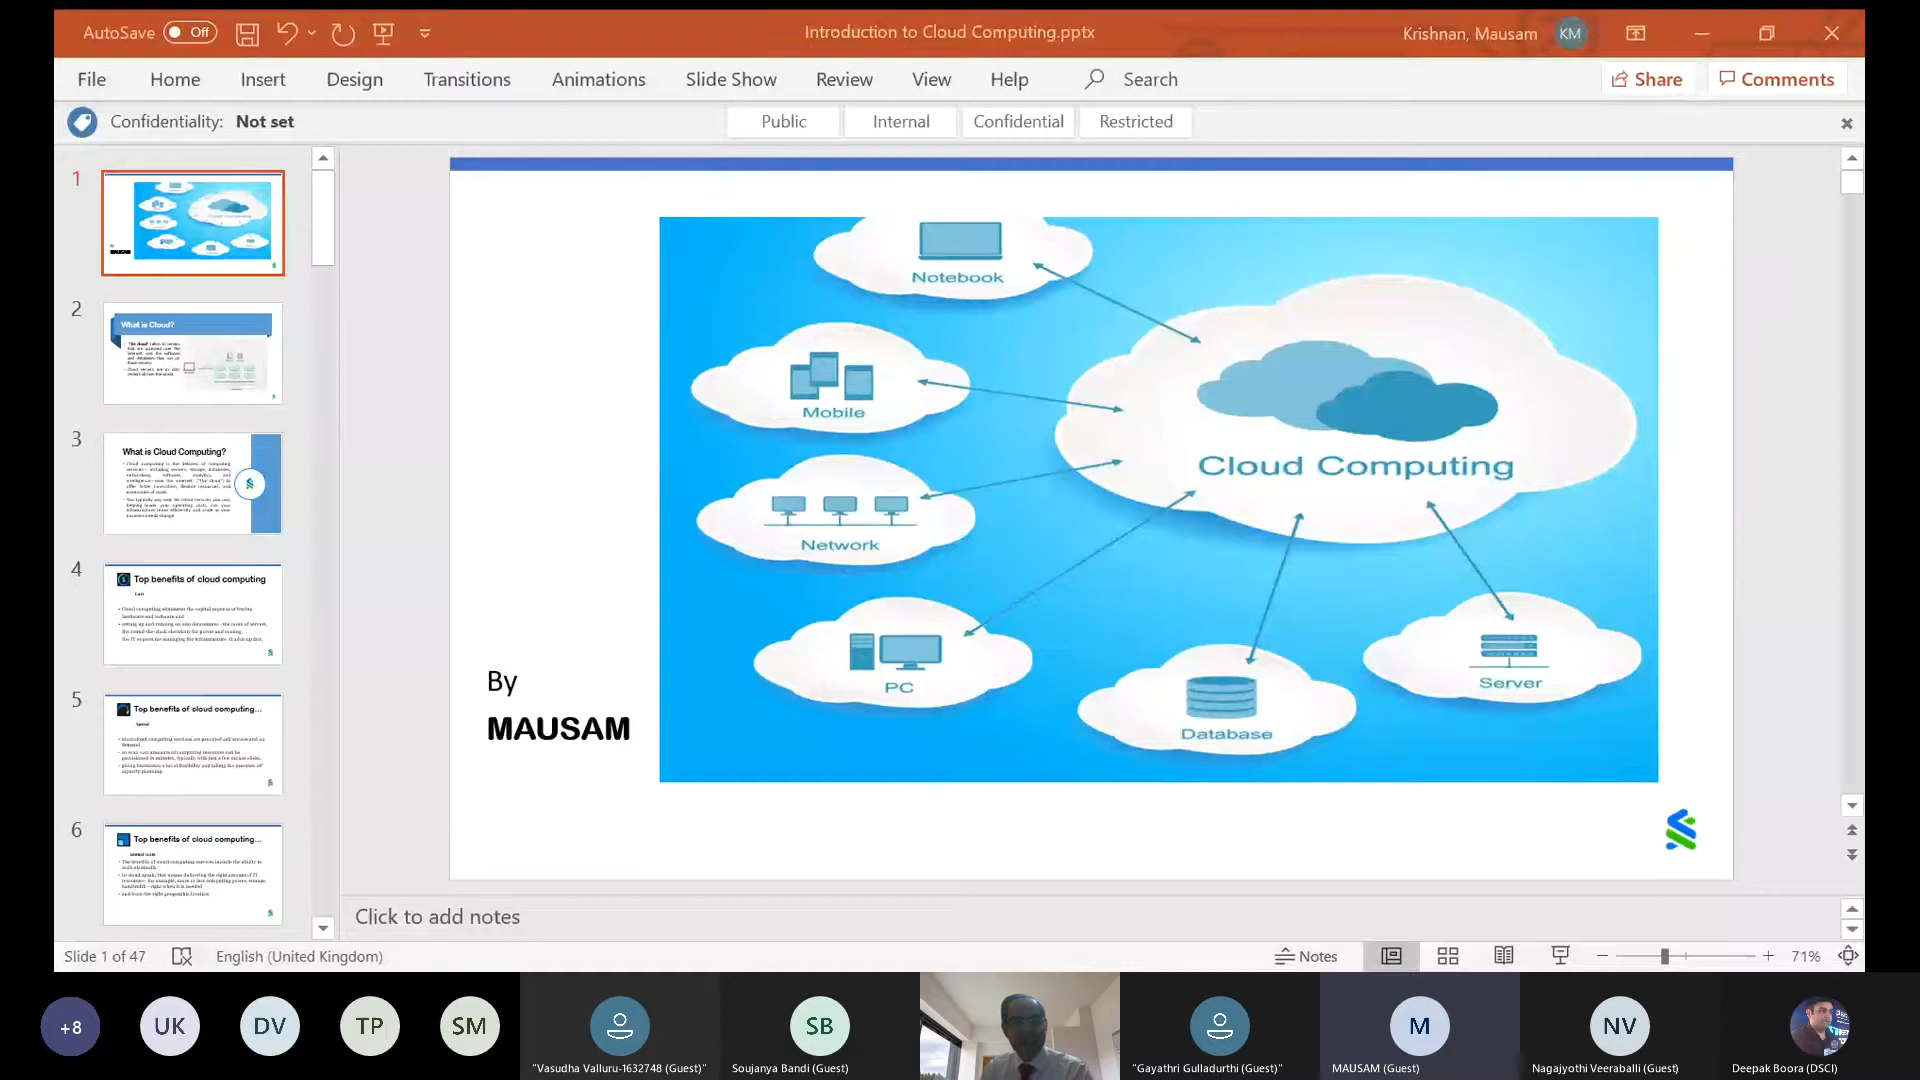 AutoSave Off
Introduction to Cloud Computing.pptx
Krishnan, Mausam KM
File Home Insert Design Transitions Animations Slide Show Review View Help Search Share Comments
Confidentiality: Not set
Public Internal Confidential Restricted
1
2
What is Cloud?
3
What is Cloud Computing?
4
Top benefits of cloud computing
Cost
5
Top benefits of cloud computing...
Speed
6
Top benefits of cloud computing...
Notebook
Mobile
Network
PC
Database
Server
Cloud Computing
By
MAUSAM
Click to add notes
Slide 1 of 47
English (United Kingdom)
Notes
71%
+8
UK
DV
TP
SM
"Vasudha Valluru-1632748 (Guest)"
SB
Soujanya Bandi (Guest)
"Gayathri Gulladurthi (Guest)"
M
MAUSAM (Guest)
NV
Nagajyothi Veeraballi (Guest)
Deepak Boora (DSCI)